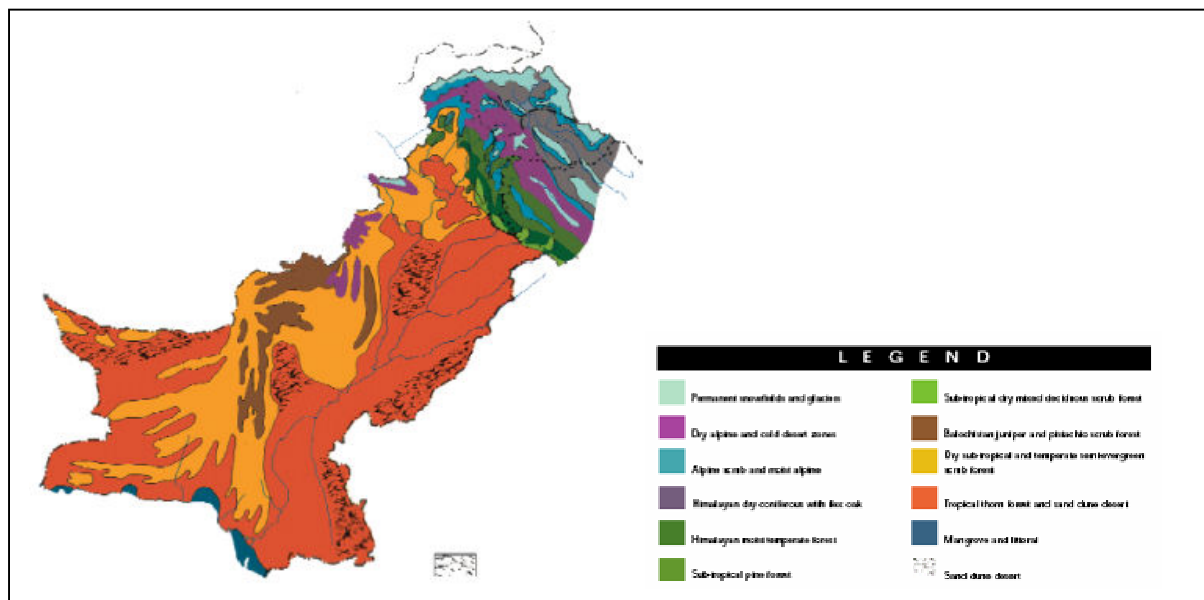 LEGEND
Permanent snowfields and glaciers
Dry alpine and cold desert zones
Alpine scrub and moist alpine
Himalayan dry coniferous with ilex oak
Himalayan moist temperate forest
Sub-tropical pine forest
Sub-tropical dry mixed deciduous scrub forest
Balochistan juniper and pistachio scrub forest
Dry sub-tropical and temperate semi-evergreen
scrub forest
Tropical thorn forest and sand dune desert
Mangrove and littoral
Sand dune desert